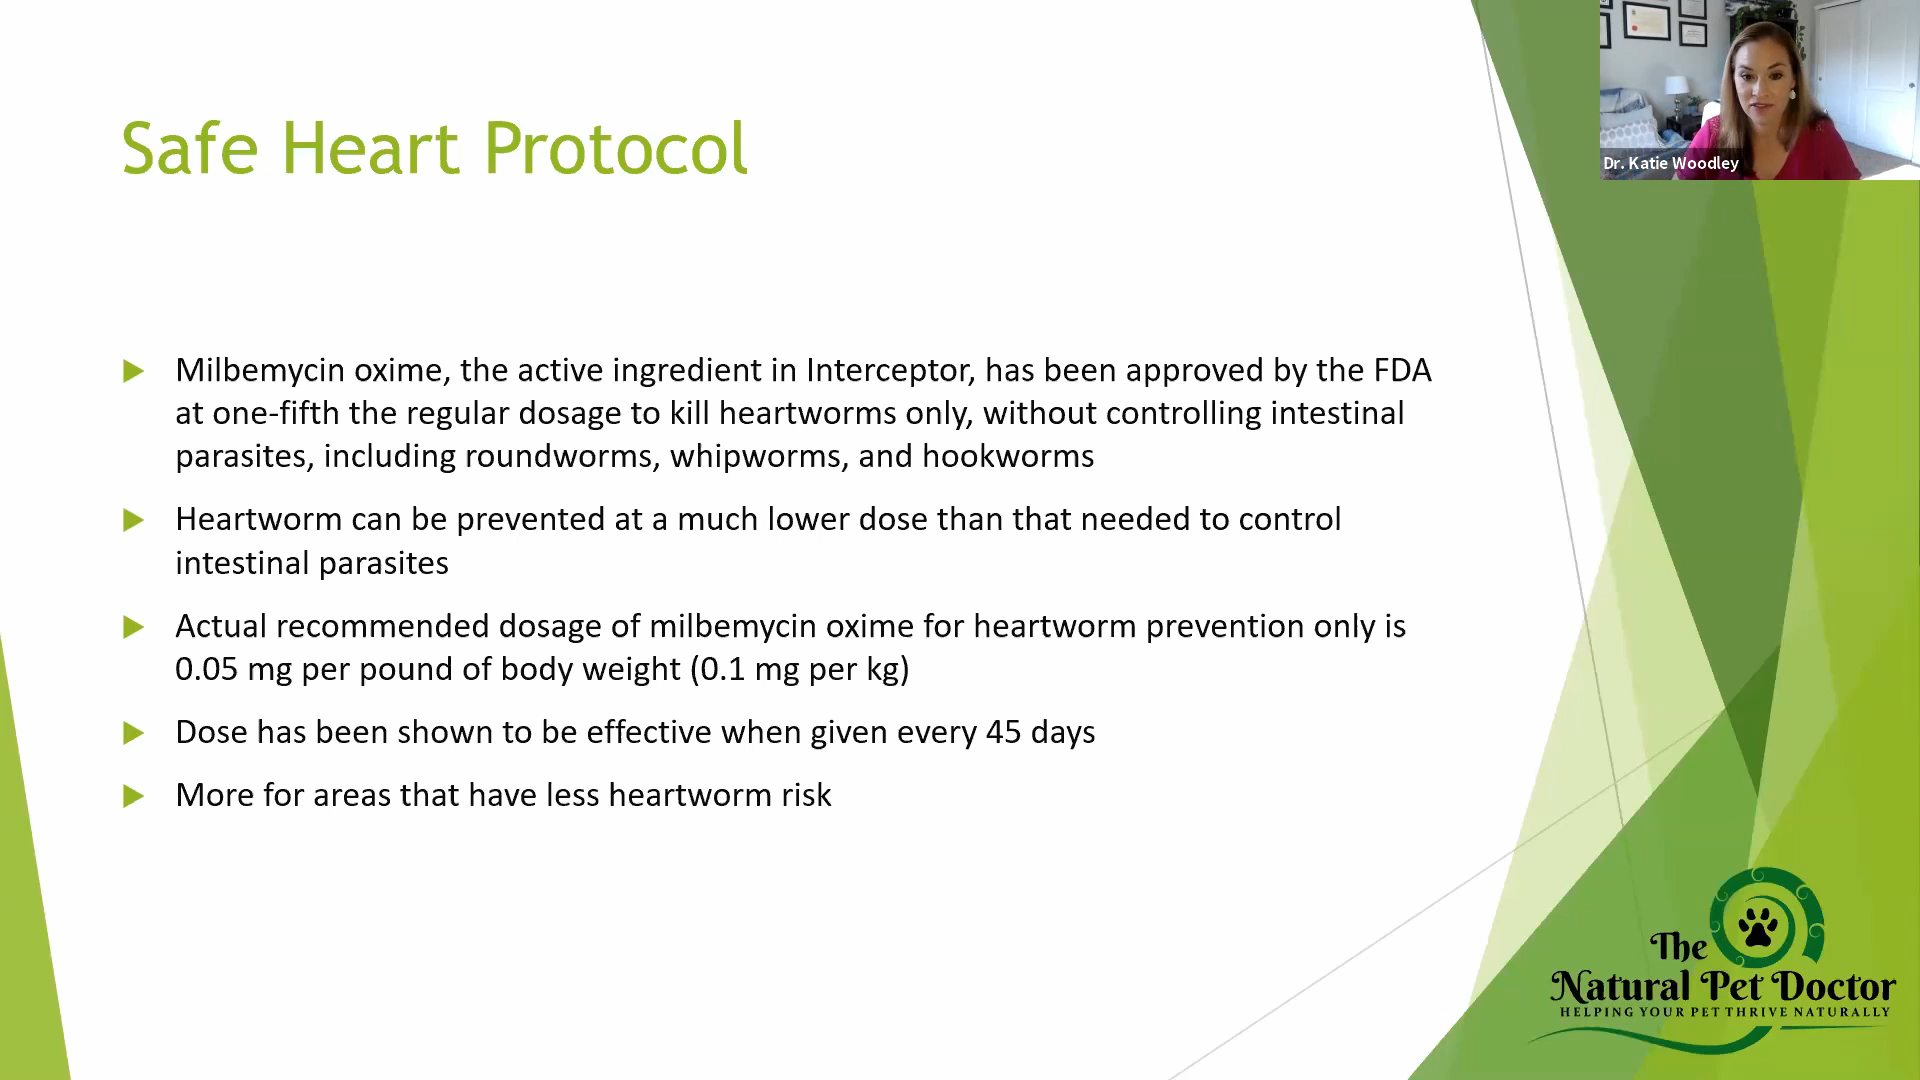 Safe Heart Protocol
Dr. Katie Woodley
Milbemycin oxime, the active ingredient in Interceptor, has been approved by the FDA
at one-fifth the regular dosage to kill heartworms only, without controlling intestinal
parasites, including roundworms, whipworms, and hookworms
Heartworm can be prevented at a much lower dose than that needed to control
intestinal parasites
Actual recommended dosage of milbemycin oxime for heartworm prevention only is
0.05 mg per pound of body weight (0.1 mg per kg)
Dose has been shown to be effective when given every 45 days
More for areas that have less heartworm risk
The
Natural Pet Doctor
HELPING YOUR PET THRIVE NATURALLY